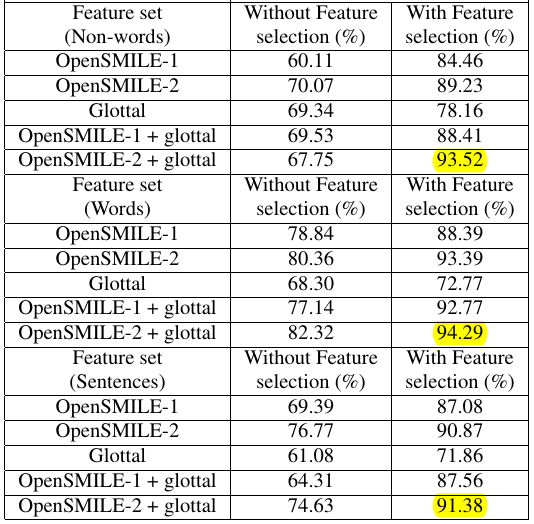 Feature set Without Feature With Feature
(Non-words) selection (%) selection (%)
OpenSMILE-1 60.11 84.46
OpenSMILE-2 70.07 89.23
Glottal 69.34 78.16
OpenSMILE-1 + glottal 69.53 88.41
OpenSMILE-2 + glottal 67.75 93.52
Feature set Without Feature With Feature
(Words) selection (%) selection (%)
OpenSMILE-1 78.84 88.39
OpenSMILE-2 80.36 93.39
Glottal 68.30 72.77
OpenSMILE-1 + glottal 77.14 92.77
OpenSMILE-2 + glottal 82.32 94.29
Feature set Without Feature With Feature
(Sentences) selection (%) selection (%)
OpenSMILE-1 69.39 87.08
OpenSMILE-2 76.77 90.87
Glottal 61.08 71.86
OpenSMILE-1 + glottal 64.31 87.56
OpenSMILE-2 + glottal 74.63 91.38